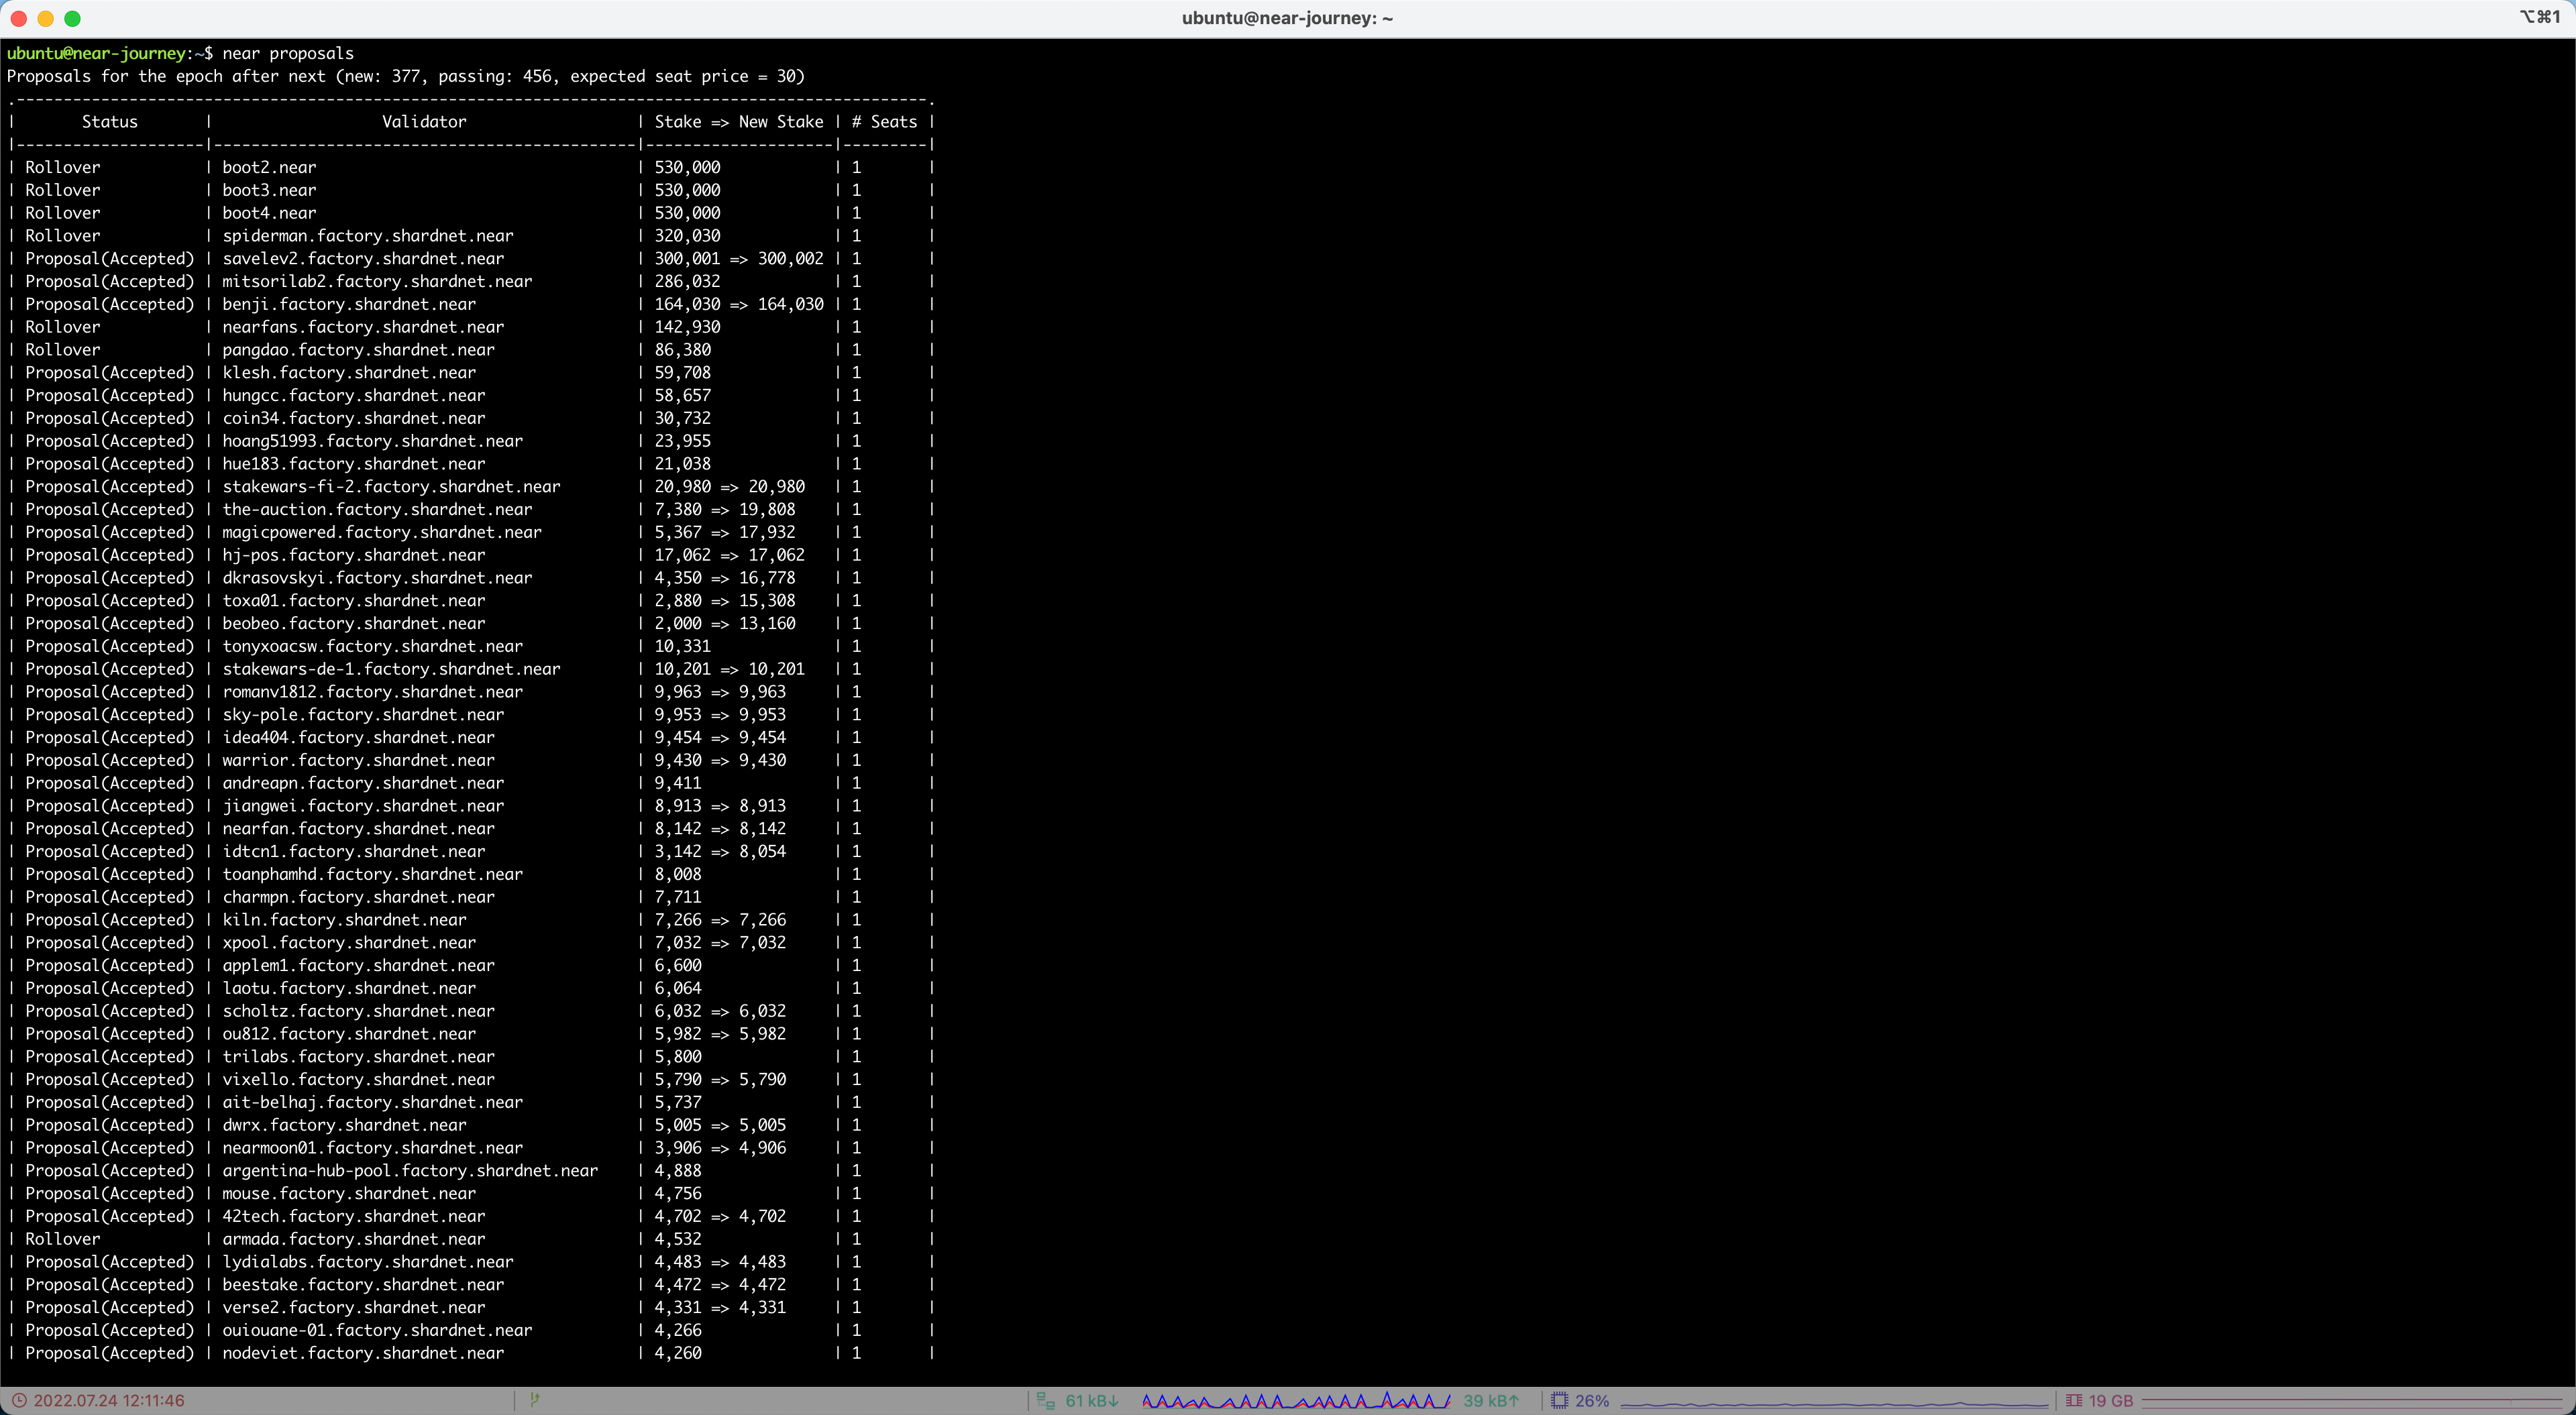 ubuntu@near-journey: ~
⌥⌘1
ubuntu@near-journey:~$ near proposals
Proposals for the epoch after next (new: 377, passing: 456, expected seat price = 30)
.-------------------------------------------------------------------------------------------------.
| Status | Validator | Stake => New Stake | # Seats |
|--------------------|---------------------------------------------|--------------------|---------|
| Rollover | boot2.near | 530,000 | 1 |
| Rollover | boot3.near | 530,000 | 1 |
| Rollover | boot4.near | 530,000 | 1 |
| Rollover | spiderman.factory.shardnet.near | 320,030 | 1 |
| Proposal(Accepted) | savelev2.factory.shardnet.near | 300,001 => 300,002 | 1 |
| Proposal(Accepted) | mitsorilab2.factory.shardnet.near | 286,032 | 1 |
| Proposal(Accepted) | benji.factory.shardnet.near | 164,030 => 164,030 | 1 |
| Rollover | nearfans.factory.shardnet.near | 142,930 | 1 |
| Rollover | pangdao.factory.shardnet.near | 86,380 | 1 |
| Proposal(Accepted) | klesh.factory.shardnet.near | 59,708 | 1 |
| Proposal(Accepted) | hungcc.factory.shardnet.near | 58,657 | 1 |
| Proposal(Accepted) | coin34.factory.shardnet.near | 30,732 | 1 |
| Proposal(Accepted) | hoang51993.factory.shardnet.near | 23,955 | 1 |
| Proposal(Accepted) | hue183.factory.shardnet.near | 21,038 | 1 |
| Proposal(Accepted) | stakewars-fi-2.factory.shardnet.near | 20,980 => 20,980 | 1 |
| Proposal(Accepted) | the-auction.factory.shardnet.near | 7,380 => 19,808 | 1 |
| Proposal(Accepted) | magicpowered.factory.shardnet.near | 5,367 => 17,932 | 1 |
| Proposal(Accepted) | hj-pos.factory.shardnet.near | 17,062 => 17,062 | 1 |
| Proposal(Accepted) | dkrasovskyi.factory.shardnet.near | 4,350 => 16,778 | 1 |
| Proposal(Accepted) | toxa01.factory.shardnet.near | 2,880 => 15,308 | 1 |
| Proposal(Accepted) | beobeo.factory.shardnet.near | 2,000 => 13,160 | 1 |
| Proposal(Accepted) | tonyxoacsw.factory.shardnet.near | 10,331 | 1 |
| Proposal(Accepted) | stakewars-de-1.factory.shardnet.near | 10,201 => 10,201 | 1 |
| Proposal(Accepted) | romanv1812.factory.shardnet.near | 9,963 => 9,963 | 1 |
| Proposal(Accepted) | sky-pole.factory.shardnet.near | 9,953 => 9,953 | 1 |
| Proposal(Accepted) | idea404.factory.shardnet.near | 9,454 => 9,454 | 1 |
| Proposal(Accepted) | warrior.factory.shardnet.near | 9,430 => 9,430 | 1 |
| Proposal(Accepted) | andreapn.factory.shardnet.near | 9,411 | 1 |
| Proposal(Accepted) | jiangwei.factory.shardnet.near | 8,913 => 8,913 | 1 |
| Proposal(Accepted) | nearfan.factory.shardnet.near | 8,142 => 8,142 | 1 |
| Proposal(Accepted) | idtcn1.factory.shardnet.near | 3,142 => 8,054 | 1 |
| Proposal(Accepted) | toanphamhd.factory.shardnet.near | 8,008 | 1 |
| Proposal(Accepted) | charmpn.factory.shardnet.near | 7,711 | 1 |
| Proposal(Accepted) | kiln.factory.shardnet.near | 7,266 => 7,266 | 1 |
| Proposal(Accepted) | xpool.factory.shardnet.near | 7,032 => 7,032 | 1 |
| Proposal(Accepted) | applem1.factory.shardnet.near | 6,600 | 1 |
| Proposal(Accepted) | laotu.factory.shardnet.near | 6,064 | 1 |
| Proposal(Accepted) | scholtz.factory.shardnet.near | 6,032 => 6,032 | 1 |
| Proposal(Accepted) | ou812.factory.shardnet.near | 5,982 => 5,982 | 1 |
| Proposal(Accepted) | trilabs.factory.shardnet.near | 5,800 | 1 |
| Proposal(Accepted) | vixello.factory.shardnet.near | 5,790 => 5,790 | 1 |
| Proposal(Accepted) | ait-belhaj.factory.shardnet.near | 5,737 | 1 |
| Proposal(Accepted) | dwrx.factory.shardnet.near | 5,005 => 5,005 | 1 |
| Proposal(Accepted) | nearmoon01.factory.shardnet.near | 3,906 => 4,906 | 1 |
| Proposal(Accepted) | argentina-hub-pool.factory.shardnet.near | 4,888 | 1 |
| Proposal(Accepted) | mouse.factory.shardnet.near | 4,756 | 1 |
| Proposal(Accepted) | 42tech.factory.shardnet.near | 4,702 => 4,702 | 1 |
| Rollover | armada.factory.shardnet.near | 4,532 | 1 |
| Proposal(Accepted) | lydialabs.factory.shardnet.near | 4,483 => 4,483 | 1 |
| Proposal(Accepted) | beestake.factory.shardnet.near | 4,472 => 4,472 | 1 |
| Proposal(Accepted) | verse2.factory.shardnet.near | 4,331 => 4,331 | 1 |
| Proposal(Accepted) | ouiouane-01.factory.shardnet.near | 4,266 | 1 |
| Proposal(Accepted) | nodeviet.factory.shardnet.near | 4,260 | 1 |
2022.07.24 12:11:46 61 kB↓ 39 kB↑ 26% 19 GB